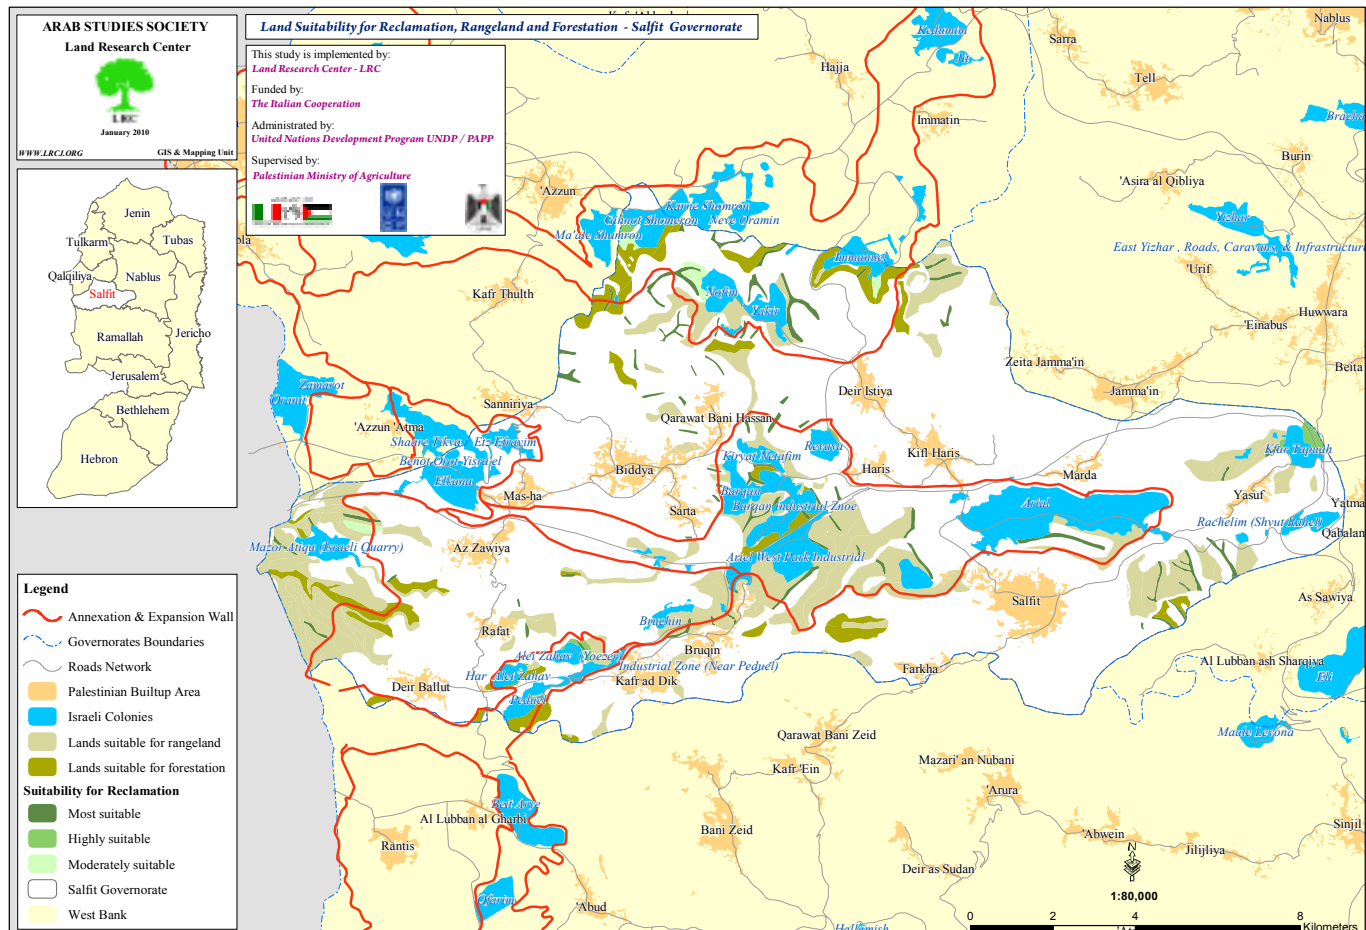 ARAB STUDIES SOCIETY
Land Research Center
LRC
January 2010
WWW.LRCJ.ORG
GIS & Mapping Unit
Land Suitability for Reclamation, Rangeland and Forestation - Salfit Governorate
This study is implemented by:
Land Research Center - LRC
Funded by:
The Italian Cooperation
Administrated by:
United Nations Development Program UNDP / PAPP
Supervised by:
Palestinian Ministry of Agriculture
Jenin
Tulkarm
Tubas
Qalqiliya
Nablus
Salfit
Ramallah
Jericho
Jerusalem
Bethlehem
Hebron
Legend
Annexation & Expansion Wall
Governorates Boundaries
Roads Network
Palestinian Builtup Area
Israeli Colonies
Lands suitable for rangeland
Lands suitable for forestation
Suitability for Reclamation
Most suitable
Highly suitable
Moderately suitable
Salfit Governorate
West Bank
Nablus
Kedumim
Sarra
Hajja
Tell
Immatin
Burin
'Azzun
'Asira al Qibliya
Karne Shomron
Ginnot Shomeron
Neve Oramin
Yizhar
Ma'ale Shamron
East Yizhar , Roads, Caravans, & Infrastructure
Immanuel
'Urif
Kafr Thulth
Nofim
Yakir
Huwwara
'Einabus
Zeita Jamma'in
Beita
Zamarot
Oranit
Deir Istiya
Jamma'in
Sanniriya
Qarawat Bani Hassan
'Azzun 'Atma
Shaare Tikva
Etz Efrayim
Revava
Kfar Tapuah
Kiryat Netafim
Kifl Haris
Benot Orot Yisrael
Biddya
Haris
Marda
Elkana
Mas-ha
Barqan
Yasuf
Yatma
Sarta
Barqan Industrial Znoe
Ariel
Rachelim (Shvut Rahel)
Qabalan
Mazor Atiqa (Israeli Quarry)
Az Zawiya
Ariel West Park Industrial
Salfit
As Sawiya
Bruchin
Rafat
Bruqin
Alei Zahav (Yoezer)
Industrial Zone (Near Peduel)
Farkha
Al Lubban ash Sharqiya
Har
Alei Zahav
Kafr ad Dik
Eli
Deir Ballut
Peduel
Maale Levona
Qarawat Bani Zeid
Kafr 'Ein
Mazari' an Nubani
'Arura
Beit Arye
Al Lubban al Gharbi
Rantis
Bani Zeid
'Abwein
Sinjil
Jilijliya
Deir as Sudan
Ofarim
'Abud
Hallamish
N
1:80,000
0 2 4 8
Kilometers